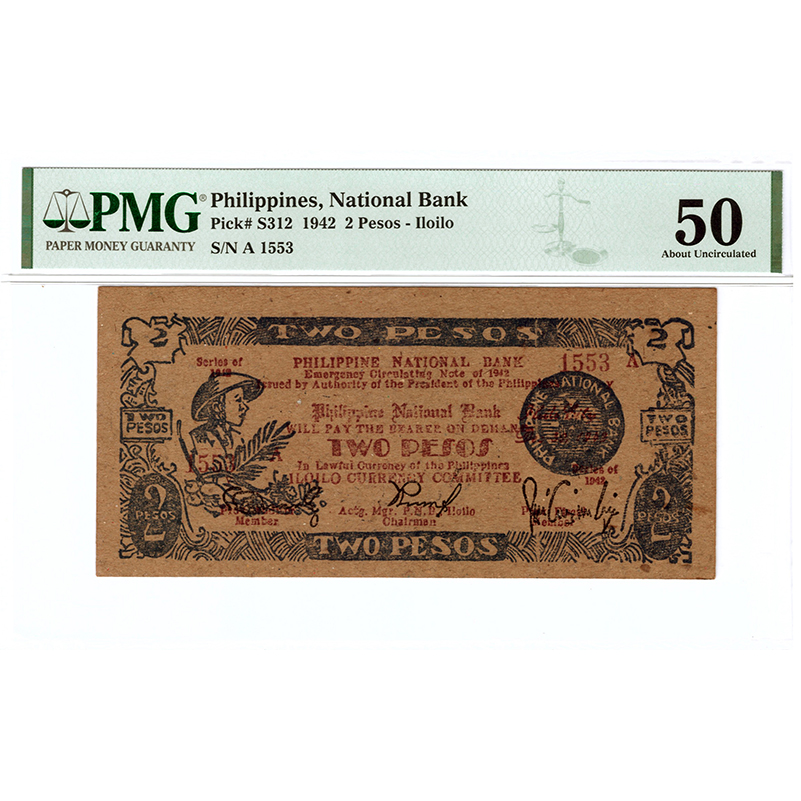 PMG®
PAPER MONEY GUARANTY
Philippines, National Bank
Pick# S312 1942 2 Pesos - Iloilo
S/N A 1553
50
About Uncirculated
2 TWO PESOS 2
Series of
1942
PHILIPPINE NATIONAL BANK
1553 A
Emergency Circulating Note of 1942
Issued by Authority of the President of the Philippines
Philippine National Bank
WILL PAY THE BEARER ON DEMAND
TWO PESOS
In Lawful Currency of the Philippines
ILOILO CURRENCY COMMITTEE
TWO
PESOS
TWO
PESOS
PHILIPPINE NATIONAL BANK
1553 A
Series of
1942
2
PESOS
2
PESOS
Member
Actg. Mgr. P.N.B. Iloilo
Chairman
Member
TWO PESOS